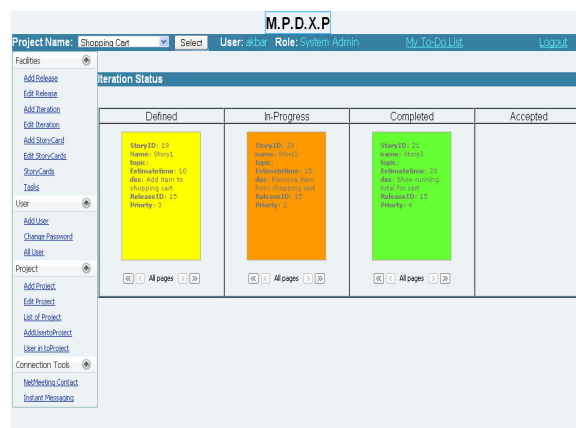 M.P.D.X.P
Project Name: Shopping Cart Select User: akbar Role: System Admin My To-Do List Logout
Facilities
Add Release
Edit Release
Add Iteration
Edit Iteration
Add StoryCard
Edit StoryCards
StoryCards
Tasks
User
Add User
Change Password
All User
Project
Add Project
Edit Project
List of Project
AddUsertoProject
User in toProject
Connection Tools
NetMeeting Contact
Instant Messaging
Iteration Status
Defined In-Progress Completed Accepted
StoryID: 19
Name: Story1
topic:
Estimatetime: 10
des: Add Item to
shopping cart
ReleaseID: 15
Priorty: 3
All pages
StoryID: 20
name: Story2
topic:
Estimatetime: 15
des: Remove item
from shopping cart
ReleaseID: 15
Priorty: 3
All pages
StoryID: 21
name: Story3
topic:
Estimatetime: 20
des: Show running
total for cart
ReleaseID: 15
Priorty: 4
All pages